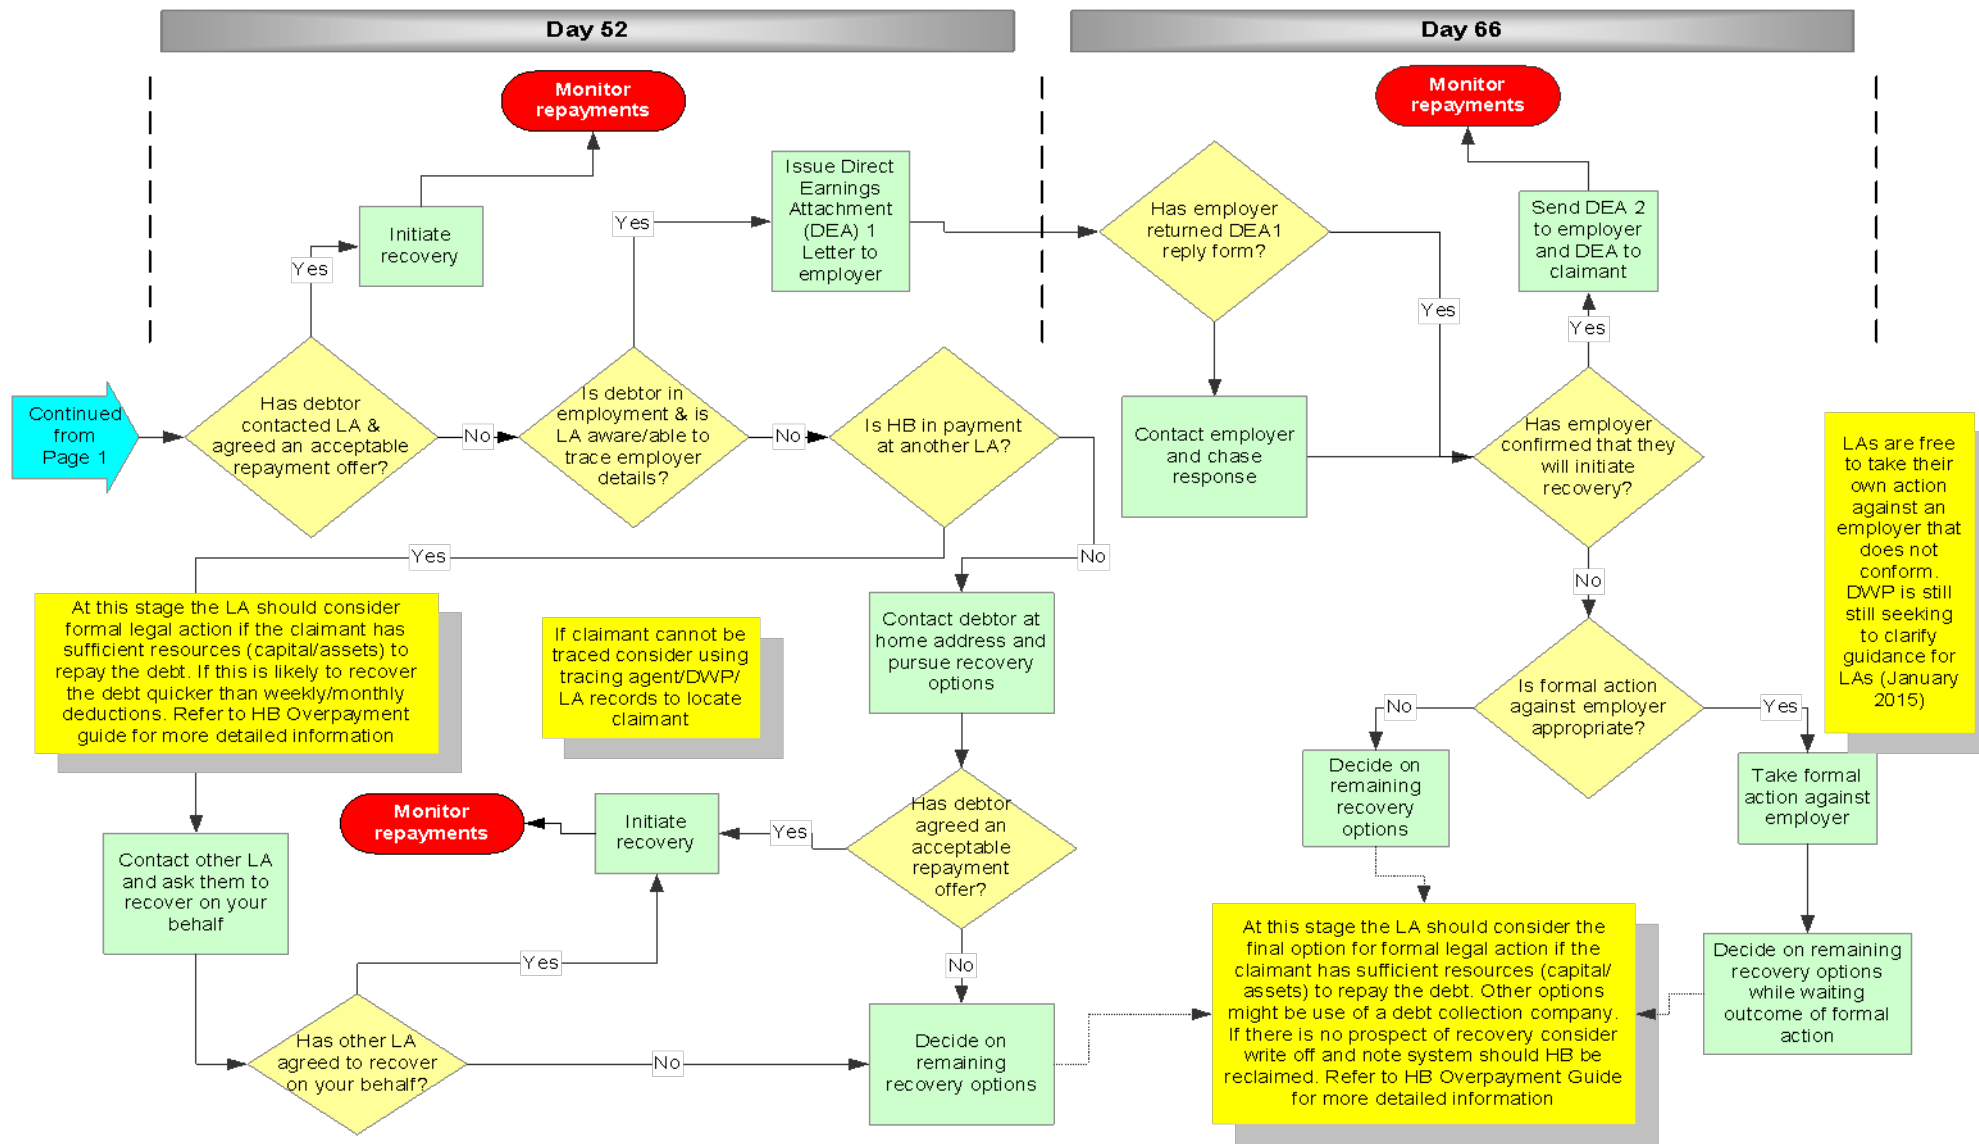 Day 52
Day 66
Monitor
repayments
Monitor
repayments
Issue Direct
Earnings
Attachment
(DEA) 1
Letter to
employer
Yes
Initiate
recovery
Yes
Has employer
returned DEA1
reply form?
Send DEA 2
to employer
and DEA to
claimant
Yes
Yes
Continued
from
Page 1
Has debtor
contacted LA &
agreed an acceptable
repayment offer?
No
Is debtor in
employment & is
LA aware/able to
trace employer
details?
No
Is HB in payment
at another LA?
Contact employer
and chase
response
Has employer
confirmed that they
will initiate
recovery?
LAs are free
to take their
own action
against an
employer that
does not
conform.
DWP is still
still seeking
to clarify
guidance for
LAs (January
2015)
Yes
No
No
At this stage the LA should consider
formal legal action if the claimant has
sufficient resources (capital/assets) to
repay the debt. If this is likely to recover
the debt quicker than weekly/monthly
deductions. Refer to HB Overpayment
guide for more detailed information
If claimant cannot be
traced consider using
tracing agent/DWP/
LA records to locate
claimant
Contact debtor at
home address and
pursue recovery
options
Is formal action
against employer
appropriate?
No
Yes
Decide on
remaining
recovery
options
Take formal
action against
employer
Monitor
repayments
Initiate
recovery
Yes
Has debtor
agreed an
acceptable
repayment
offer?
Contact other LA
and ask them to
recover on your
behalf
Yes
No
At this stage the LA should consider the
final option for formal legal action if the
claimant has sufficient resources (capital/
assets) to repay the debt. Other options
might be use of a debt collection company.
If there is no prospect of recovery consider
write off and note system should HB be
reclaimed. Refer to HB Overpayment Guide
for more detailed information
Decide on remaining
recovery options
while waiting
outcome of formal
action
Has other LA
agreed to recover
on your behalf?
No
Decide on
remaining
recovery options